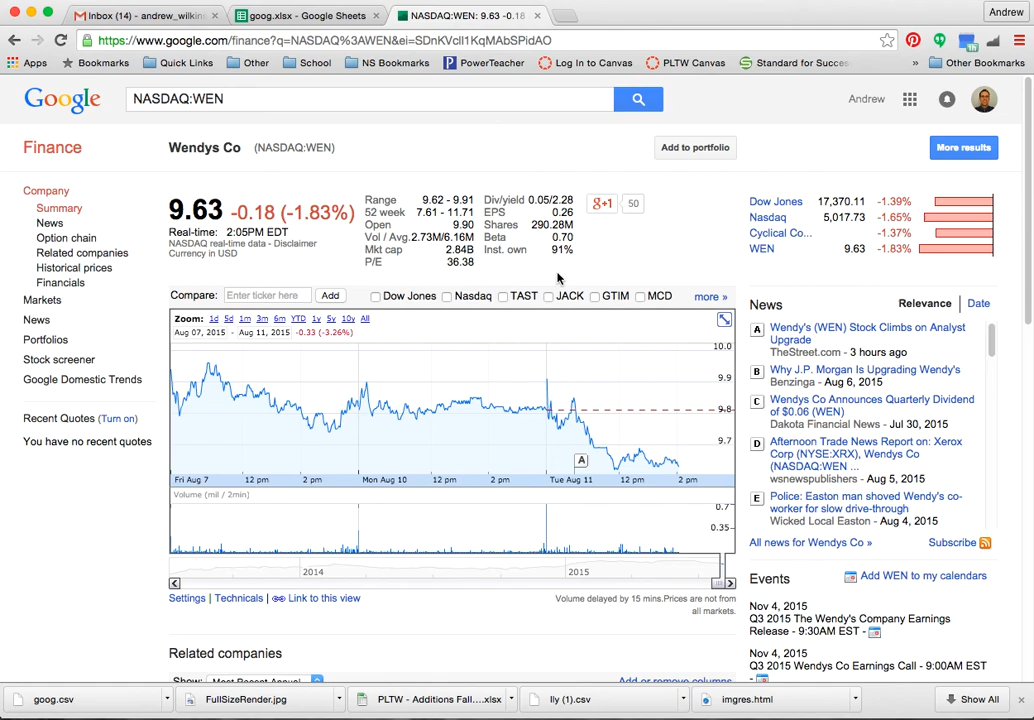 Inbox (14) - andrew_wilkin
goog.xlsx - Google Sheets
NASDAQ:WEN: 9.63 -0.18
Andrew
https://www.google.com/finance?q=NASDAQ%3AWEN&ei=SDnKVclI1KqMAbSPidAO
Apps
Bookmarks
Quick Links
Other
School
NS Bookmarks
PowerTeacher
Log In to Canvas
PLTW Canvas
Standard for Succes
»
Other Bookmarks
Google
NASDAQ:WEN
Andrew
Finance
Wendys Co (NASDAQ:WEN)
Add to portfolio
More results
Company
Summary
News
Option chain
Related companies
Historical prices
Financials
Markets
News
Portfolios
Stock screener
Google Domestic Trends
Recent Quotes (Turn on)
You have no recent quotes
9.63 -0.18 (-1.83%)
Real-time: 2:05PM EDT
NASDAQ real-time data - Disclaimer
Currency in USD
Range 9.62 - 9.91
52 week 7.61 - 11.71
Open 9.90
Vol / Avg. 2.73M/6.16M
Mkt cap 2.84B
P/E 36.38
Div/yield 0.05/2.28
EPS 0.26
Shares 290.28M
Beta 0.70
Inst. own 91%
g+1 50
Dow Jones 17,370.11 -1.39%
Nasdaq 5,017.73 -1.65%
Cyclical Co... -1.37%
WEN 9.63 -1.83%
Compare: Enter ticker here Add Dow Jones Nasdaq TAST JACK GTIM MCD more »
Zoom: 1d 5d 1m 3m 6m YTD 1y 5y 10y All
Aug 07, 2015 - Aug 11, 2015 -0.33 (-3.26%)
10.0
9.9
9.8
9.7
A
Fri Aug 7 12 pm 2 pm Mon Aug 10 12 pm 2 pm Tue Aug 11 12 pm 2 pm
Volume (mil / 2min)
0.7
0.35
2014 2015
Settings | Technicals | Link to this view
Volume delayed by 15 mins.Prices are not from
all markets.
Related companies
Show: Most Recent Annual
Add or remove columns
News
Relevance | Date
A Wendy's (WEN) Stock Climbs on Analyst
Upgrade
TheStreet.com - 3 hours ago
B Why J.P. Morgan Is Upgrading Wendy's
Benzinga - Aug 6, 2015
C Wendys Co Announces Quarterly Dividend
of $0.06 (WEN)
Dakota Financial News - Jul 30, 2015
D Afternoon Trade News Report on: Xerox
Corp (NYSE:XRX), Wendys Co
(NASDAQ:WEN ...
wsnewspublishers - Aug 5, 2015
E Police: Easton man shoved Wendy's co-
worker for slow drive-through
Wicked Local Easton - Aug 4, 2015
All news for Wendys Co »
Subscribe
Events
Add WEN to my calendars
Nov 4, 2015
Q3 2015 The Wendy's Company Earnings
Release - 9:30AM EST -
Nov 4, 2015
Q3 2015 Wendys Co Earnings Call - 9:00AM EST
goog.csv
FullSizeRender.jpg
PLTW - Additions Fall....xlsx
lly (1).csv
imgres.html
Show All